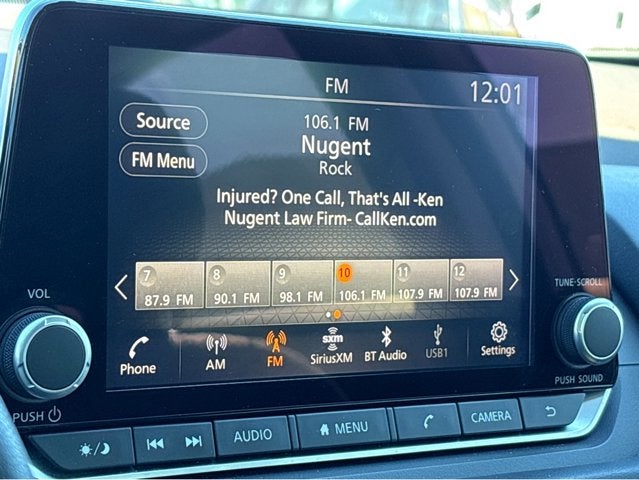 FM
12:01
Source
106.1 FM
FM Menu
Nugent
Rock
Injured? One Call, That's All -Ken
Nugent Law Firm- CallKen.com
7 8 9 10 11 12
87.9 FM 90.1 FM 98.1 FM 106.1 FM 107.9 FM 107.9 FM
VOL
TUNE·SCROLL
sxm
Phone AM FM SiriusXM BT Audio USB1 Settings
PUSH
PUSH SOUND
AUDIO MENU CAMERA